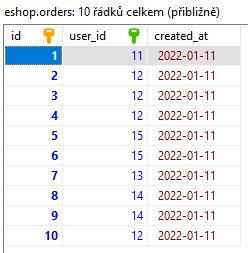 eshop.orders: 10 řádků celkem (přibližně)
id user_id created_at
1 11 2022-01-11
2 12 2022-01-11
3 12 2022-01-11
4 12 2022-01-11
5 15 2022-01-11
6 15 2022-01-11
7 13 2022-01-11
8 14 2022-01-11
9 14 2022-01-11
10 12 2022-01-11